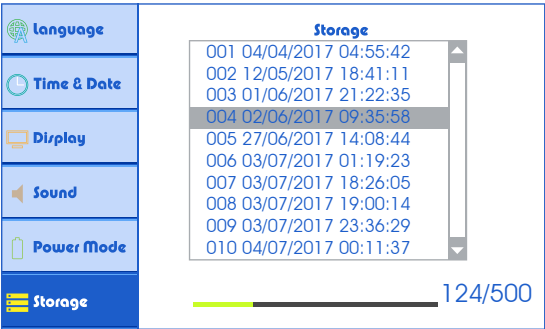 Language
Time & Date
Display
Sound
Power Mode
Storage
Storage
001 04/04/2017 04:55:42
002 12/05/2017 18:41:11
003 01/06/2017 21:22:35
004 02/06/2017 09:35:58
005 27/06/2017 14:08:44
006 03/07/2017 01:19:23
007 03/07/2017 18:26:05
008 03/07/2017 19:00:14
009 03/07/2017 23:36:29
010 04/07/2017 00:11:37
124/500